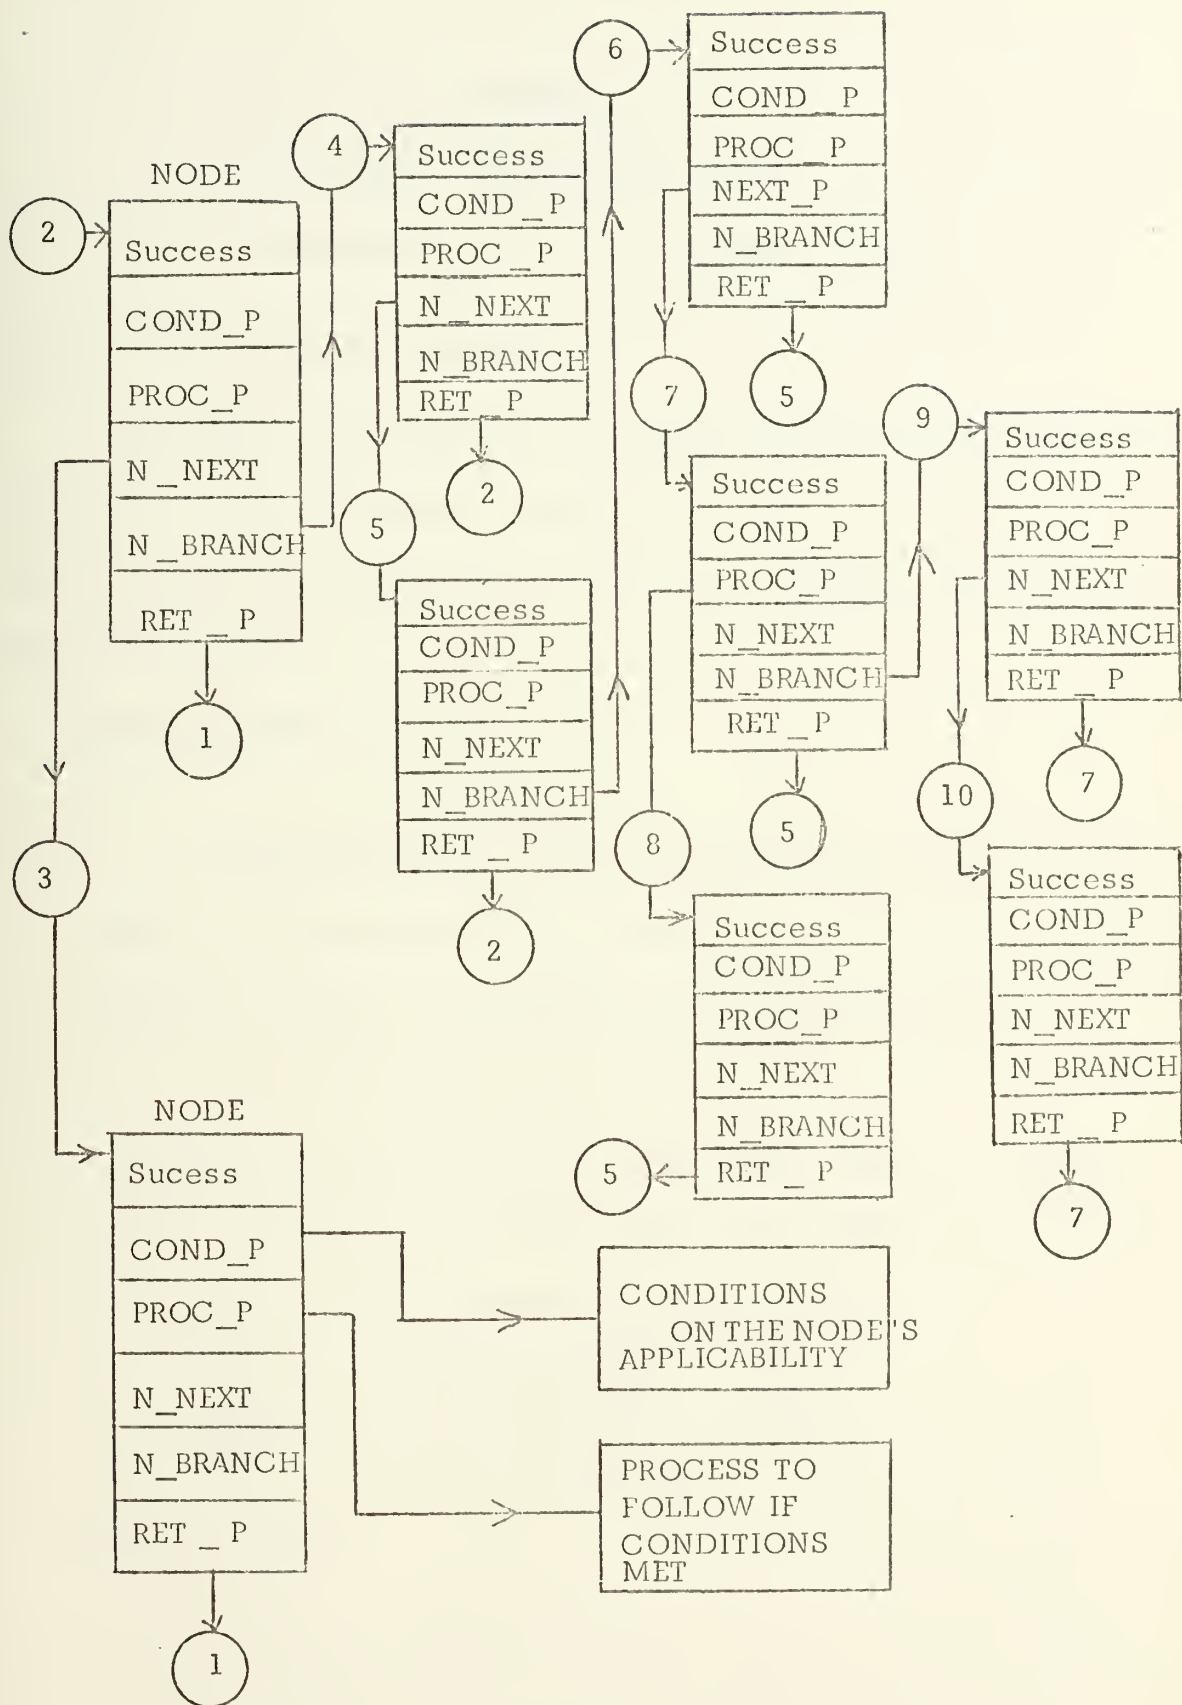 NODE
2
Success
COND_P
PROC_P
N_NEXT
N_BRANCH
RET_P
1
3
NODE
Sucess
COND_P
PROC_P
N_NEXT
N_BRANCH
RET_P
1
4
Success
COND_P
PROC_P
N_NEXT
N_BRANCH
RET_P
2
5
Success
COND_P
PROC_P
N_NEXT
N_BRANCH
RET_P
2
6
Success
COND_P
PROC_P
NEXT_P
N_BRANCH
RET_P
5
7
Success
COND_P
PROC_P
N_NEXT
N_BRANCH
RET_P
5
8
Success
COND_P
PROC_P
N_NEXT
N_BRANCH
RET_P
5
9
Success
COND_P
PROC_P
N_NEXT
N_BRANCH
RET_P
7
10
Success
COND_P
PROC_P
N_NEXT
N_BRANCH
RET_P
7
CONDITIONS
ON THE NODE'S
APPLICABILITY
PROCESS TO
FOLLOW IF
CONDITIONS
MET